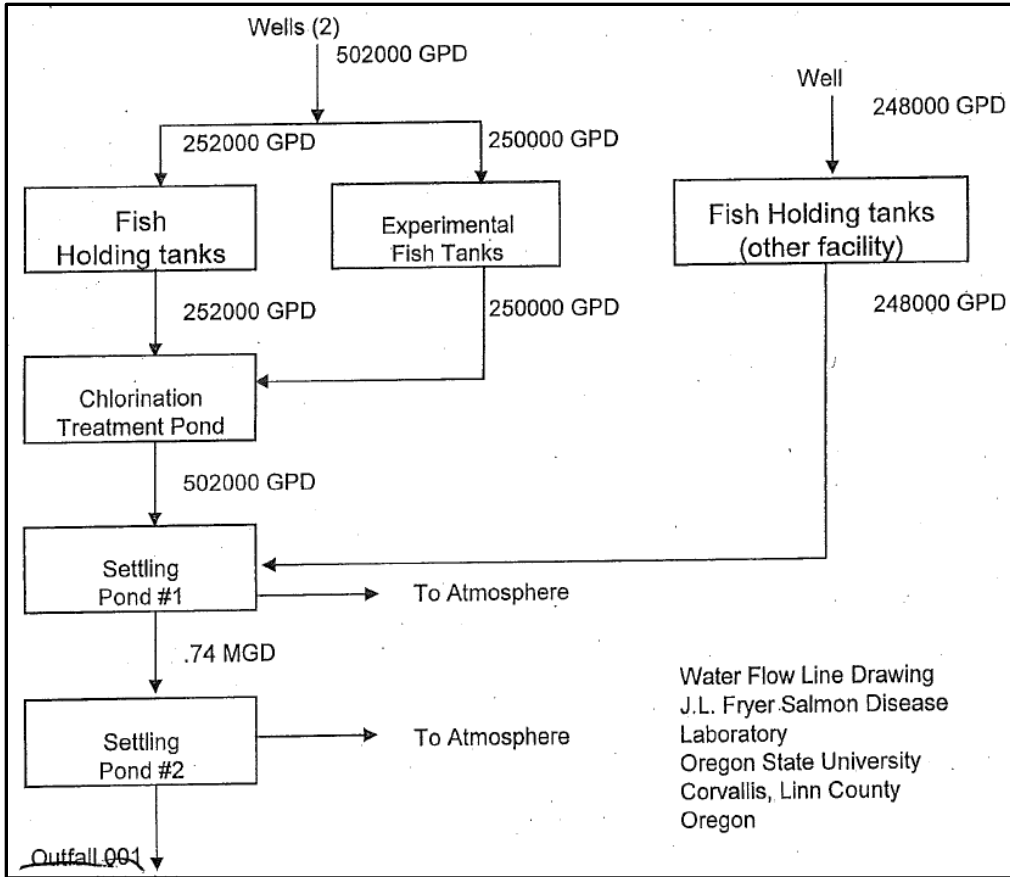 Wells (2)
502000 GPD
Well
248000 GPD
252000 GPD
250000 GPD
Fish
Holding tanks
Experimental
Fish Tanks
Fish Holding tanks
(other facility)
252000 GPD
250000 GPD
248000 GPD
Chlorination
Treatment Pond
502000 GPD
Settling
Pond #1
To Atmosphere
.74 MGD
Settling
Pond #2
To Atmosphere
Water Flow Line Drawing
J.L. Fryer Salmon Disease
Laboratory
Oregon State University
Corvallis, Linn County
Oregon
Outfall 001